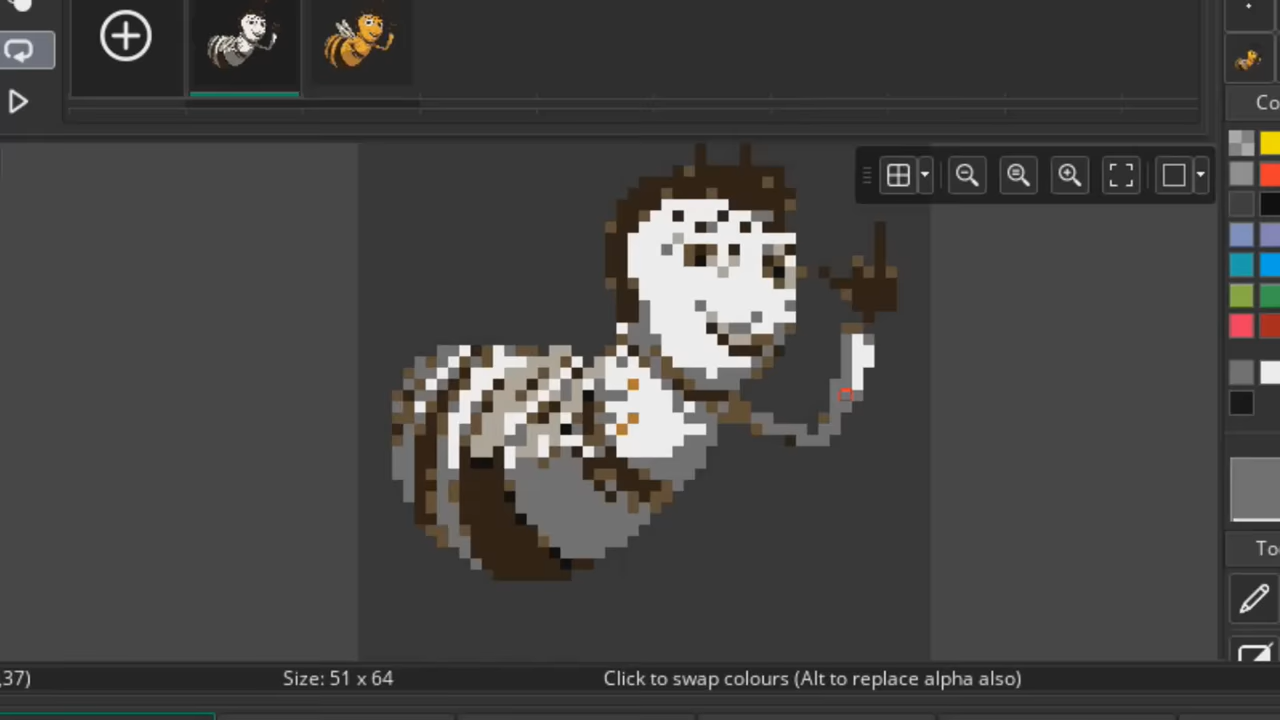 Co
,37)
Size: 51 x 64
Click to swap colours (Alt to replace alpha also)
To